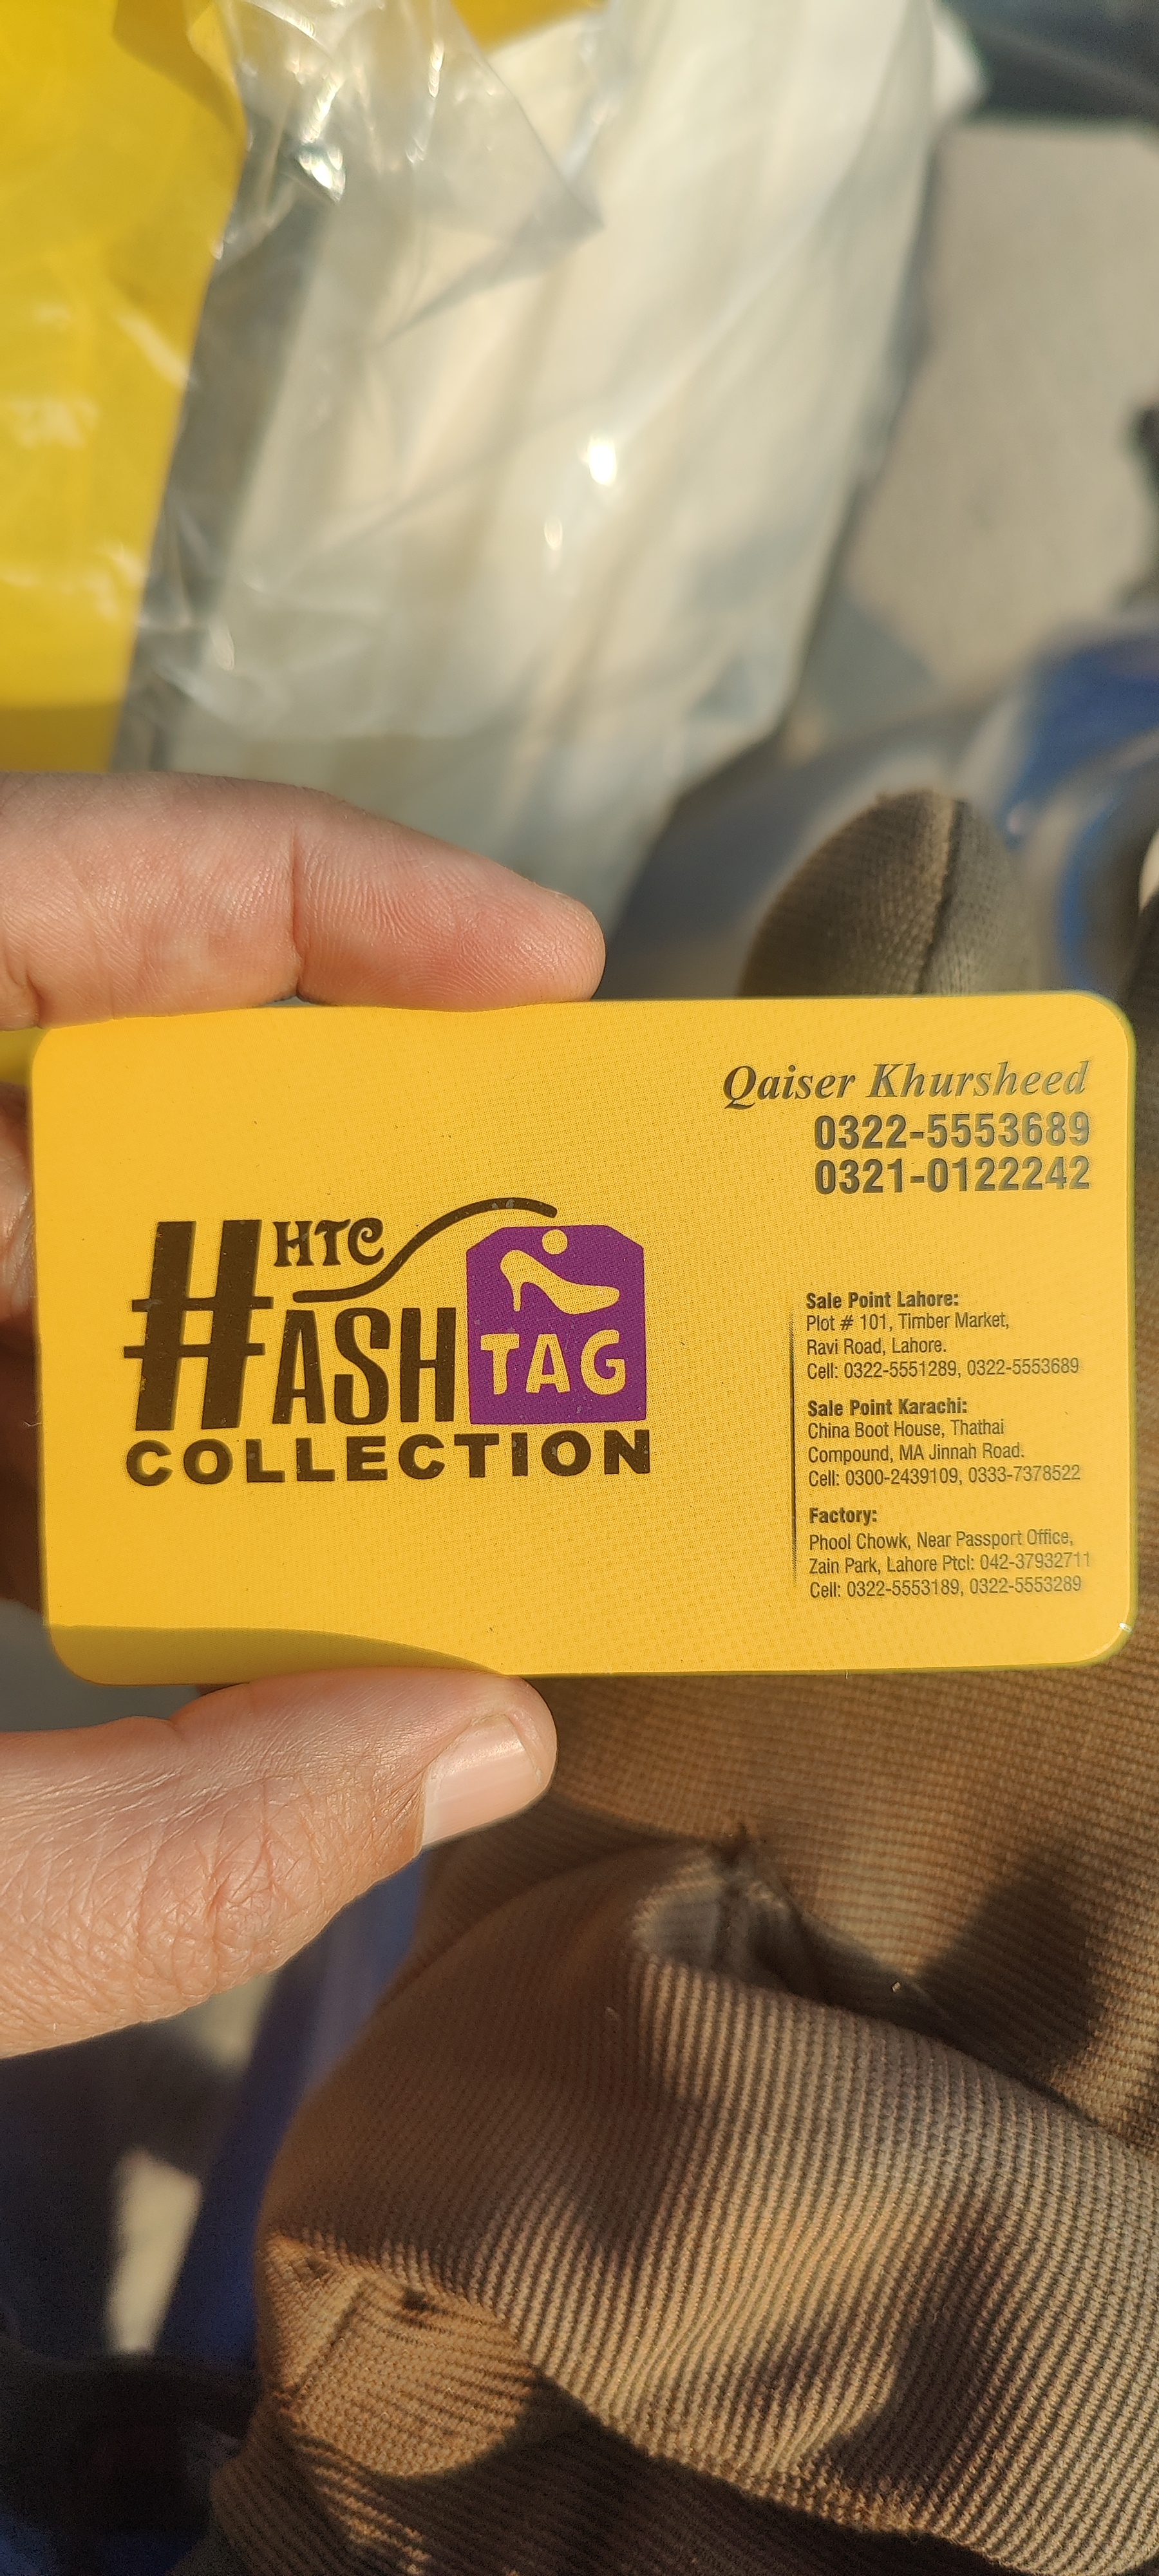 HTC
#HASH TAG
COLLECTION
Qaiser Khursheed
0322-5553689
0321-0122242
Sale Point Lahore:
Plot # 101, Timber Market,
Ravi Road, Lahore.
Cell: 0322-5551289, 0322-5553689
Sale Point Karachi:
China Boot House, Thathai
Compound, MA Jinnah Road.
Cell: 0300-2439109, 0333-7378522
Factory:
Phool Chowk, Near Passport Office,
Zain Park, Lahore Ptcl: 042-37932711
Cell: 0322-5553189, 0322-5553289